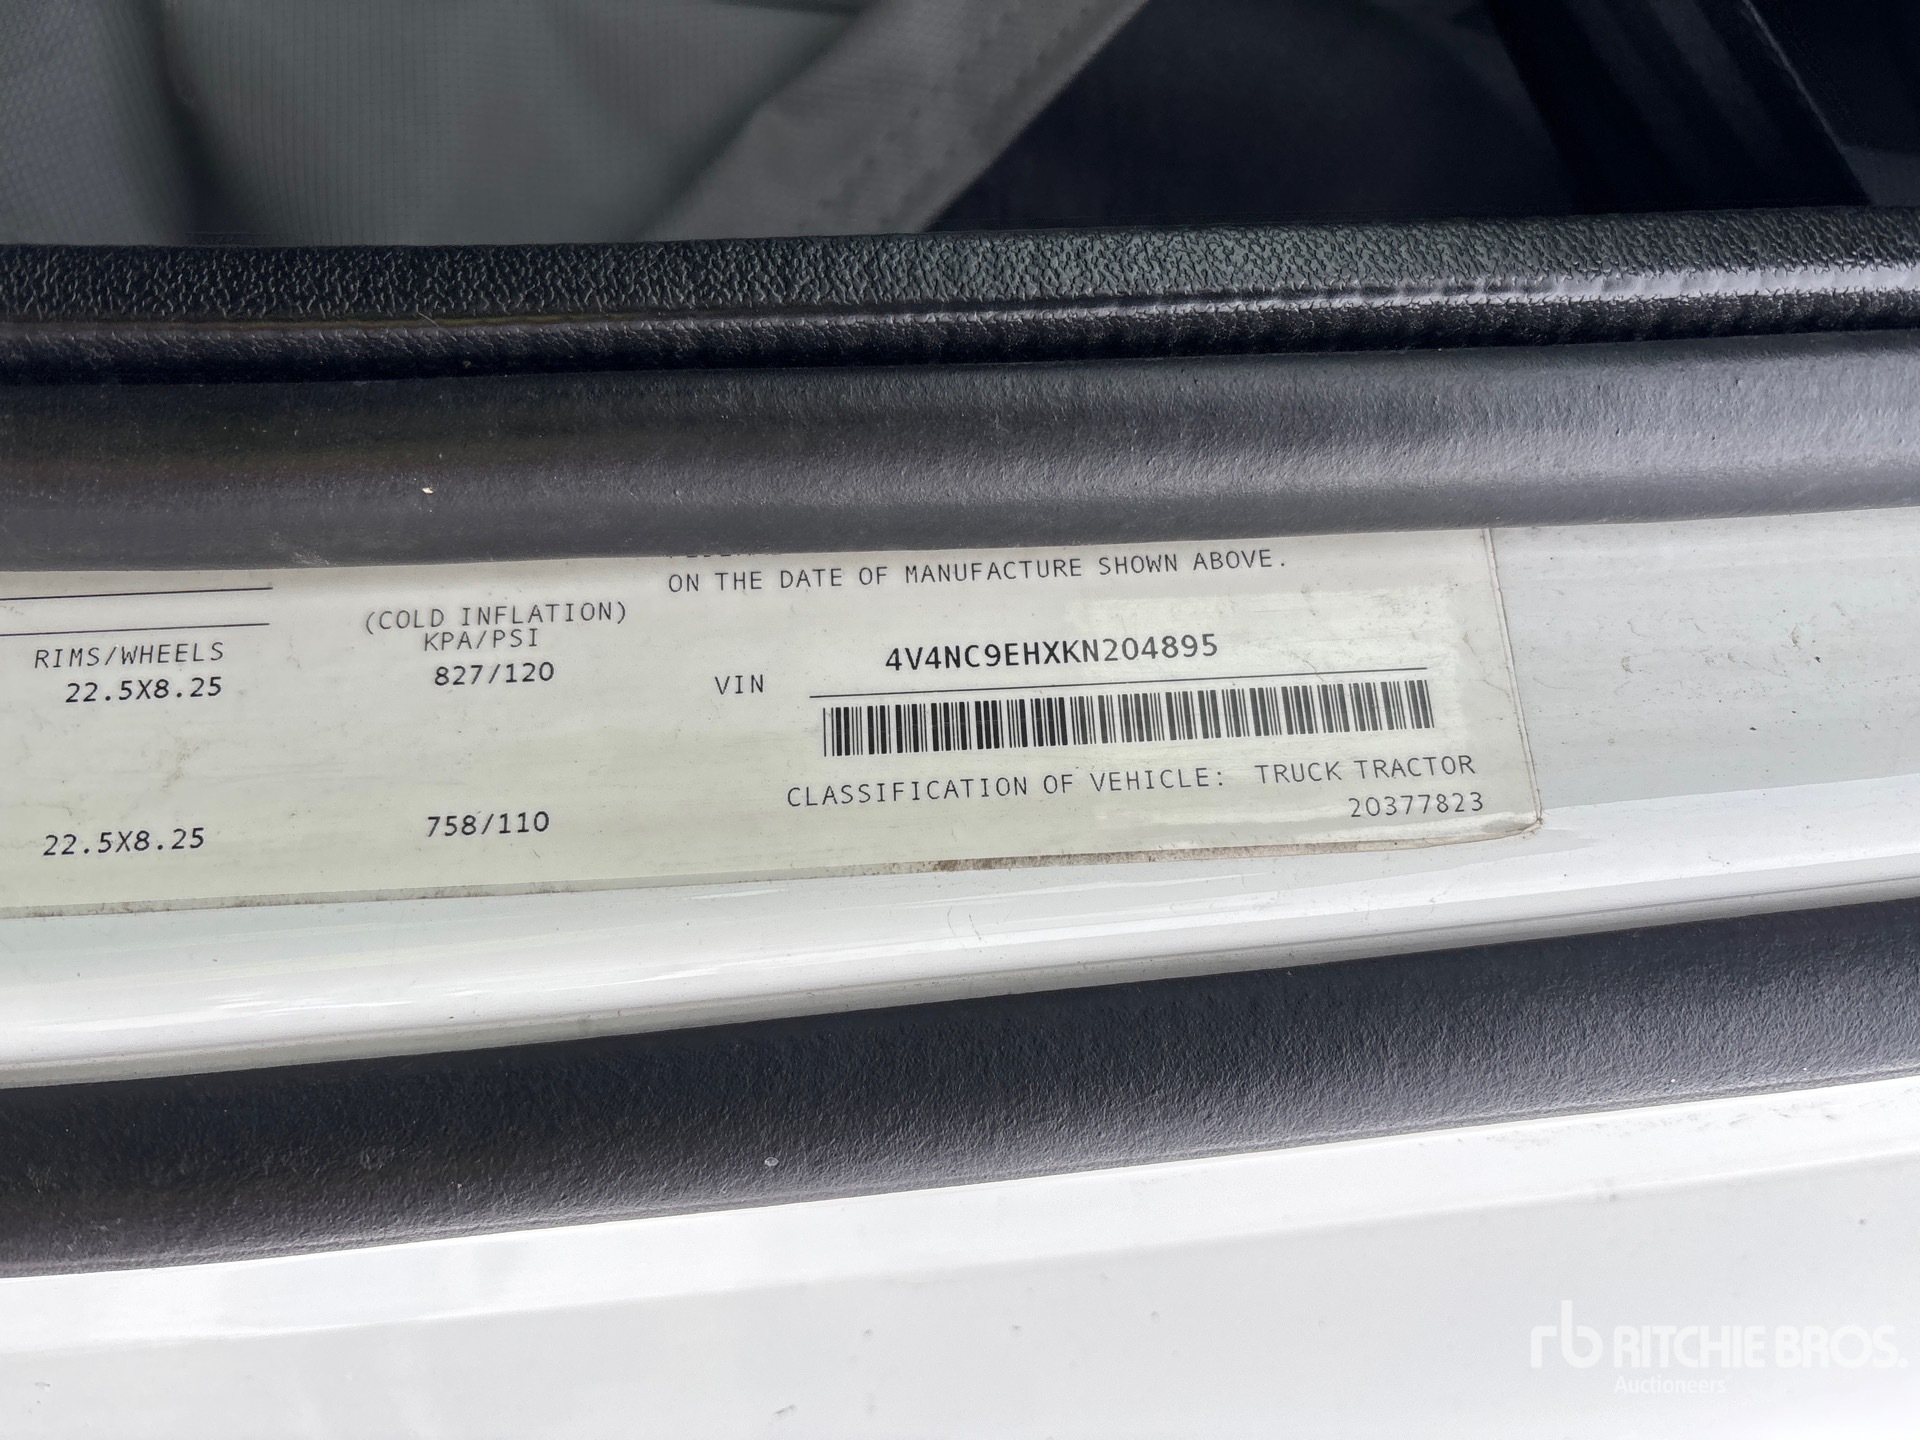 ON THE DATE OF MANUFACTURE SHOWN ABOVE.
(COLD INFLATION)
RIMS/WHEELS KPA/PSI
22.5X8.25 827/120
VIN 4V4NC9EHXKN204895
CLASSIFICATION OF VEHICLE: TRUCK TRACTOR
22.5X8.25 758/110
20377823
rb RITCHIE BROS.
Auctioneers